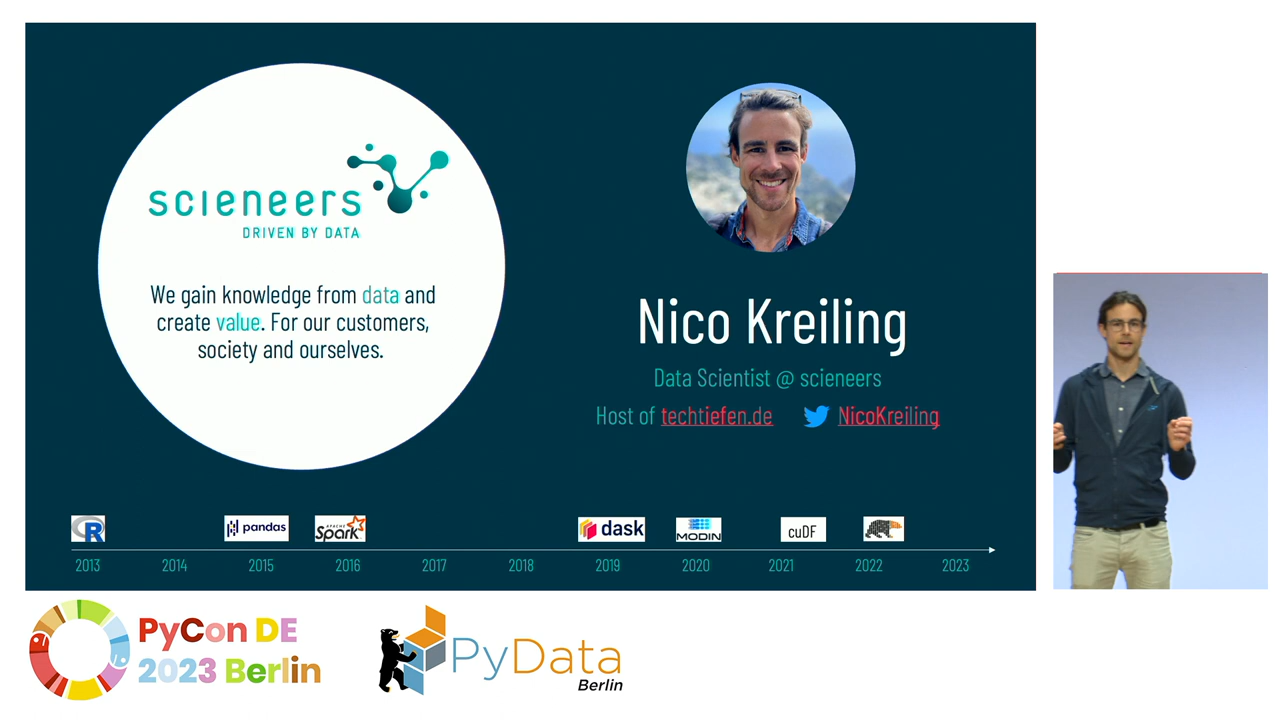 scieneers
DRIVEN BY DATA
We gain knowledge from data and
create value. For our customers,
society and ourselves.
Nico Kreiling
Data Scientist @ scieneers
Host of techtiefen.de NicoKreiling
R pandas APACHE Spark dask MODIN cuDF
2013 2014 2015 2016 2017 2018 2019 2020 2021 2022 2023
PyCon DE
2023 Berlin
PyData
Berlin